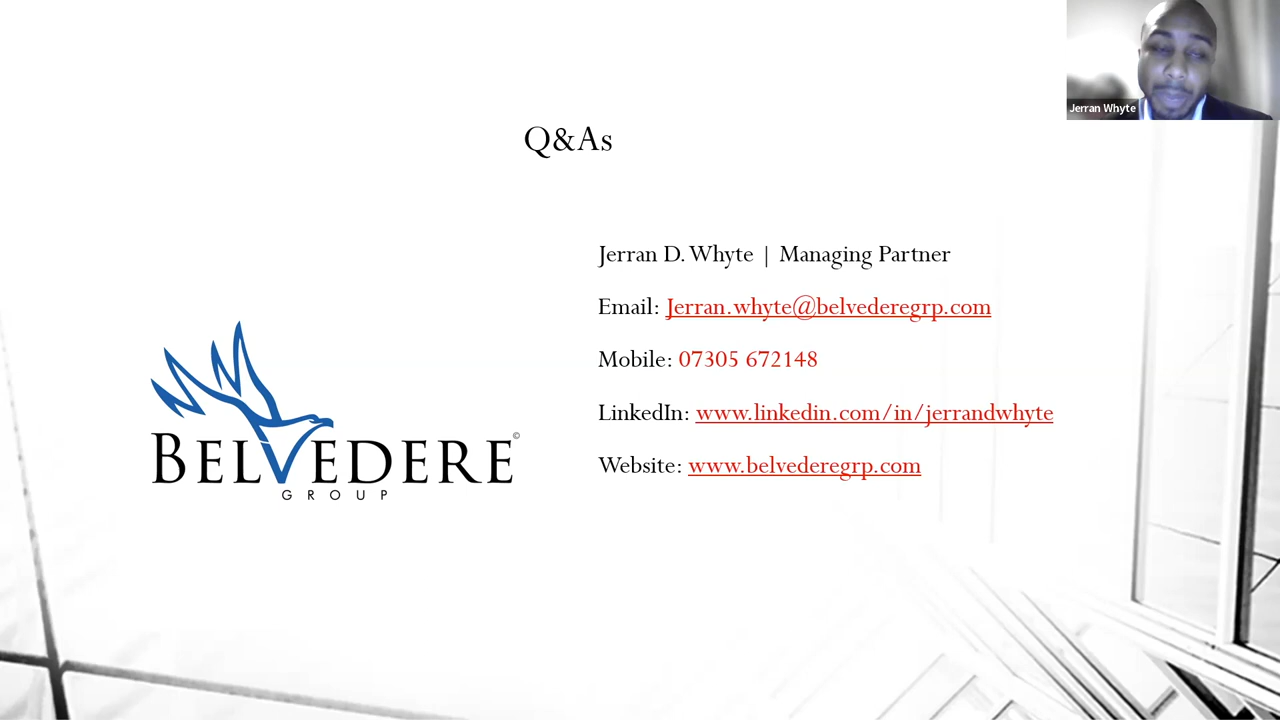 Jerran Whyte
Q&As
Jerran D. Whyte | Managing Partner
Email: Jerran.whyte@belvederegrp.com
Mobile: 07305 672148
LinkedIn: www.linkedin.com/in/jerrandwhyte
Website: www.belvederegrp.com
BELVEDERE©
GROUP